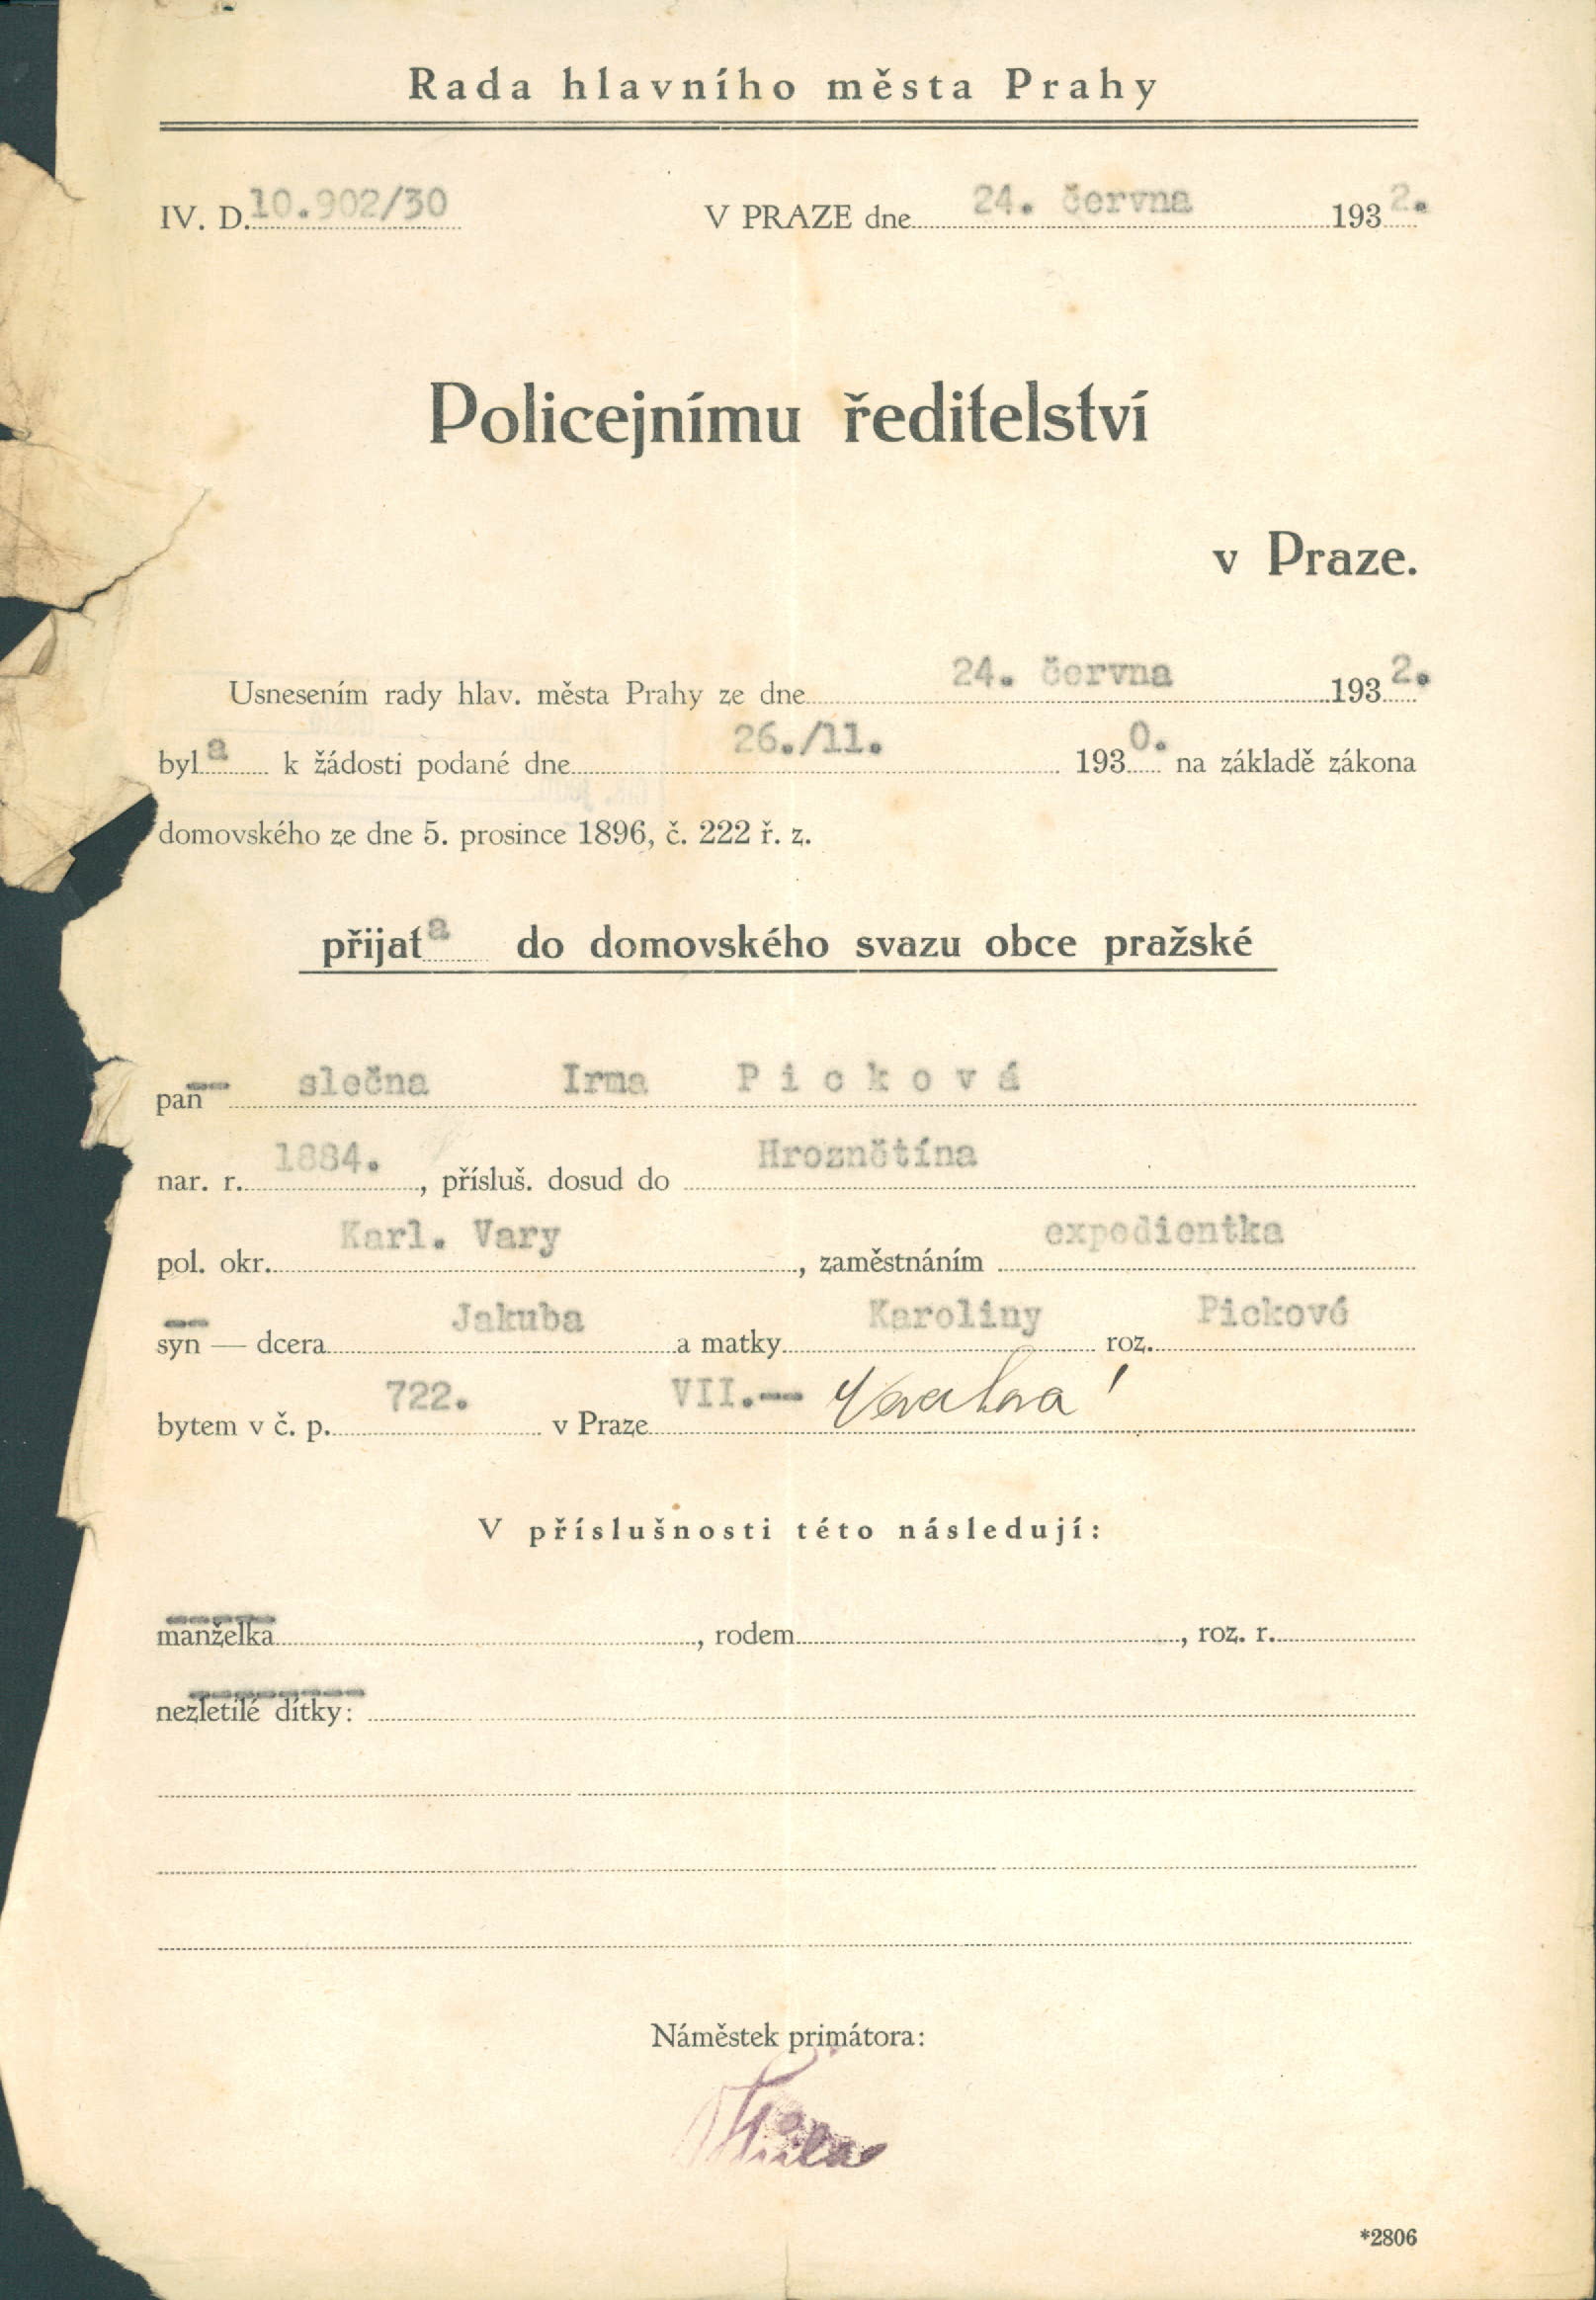 Rada hlavního města Prahy
IV. D. 10.902/30 V PRAZE dne 24. června 1932.
Policejnímu ředitelství
v Praze.
Usnesením rady hlav. města Prahy ze dne 24. června 1932.
byla k žádosti podané dne 26./11. 1930. na základě zákona
domovského ze dne 5. prosince 1896, č. 222 ř. z.
přijata do domovského svazu obce pražské
pan slečna Irma Picková
nar. r. 1884. , přísluš. dosud do Hroznětína
pol. okr. Karl. Vary , zaměstnáním expedientka
syn — dcera Jakuba a matky Karoliny roz. Pickové
bytem v č. p. 722. v Praze VII.—
V příslušnosti této následují:
manželka , rodem , roz. r.
nezletilé dítky:
Náměstek primátora:
*2806